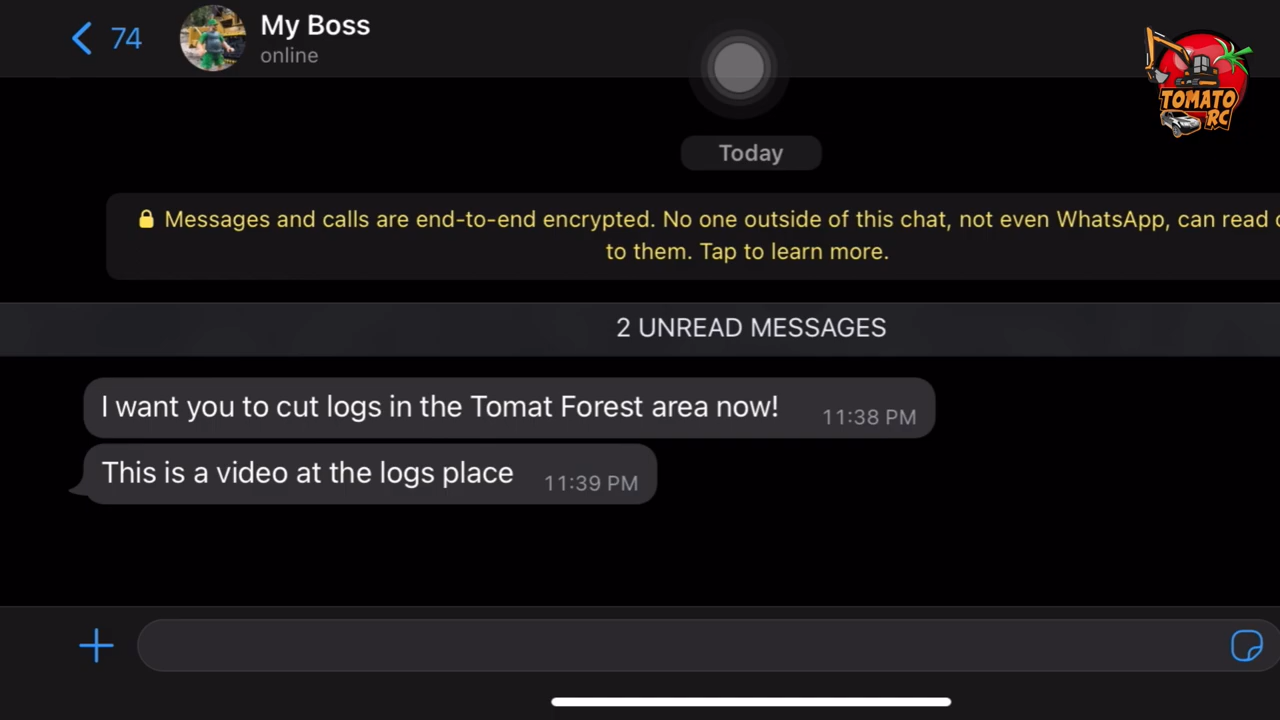 74
My Boss
online
TOMATO
RC
Today
Messages and calls are end-to-end encrypted. No one outside of this chat, not even WhatsApp, can read
to them. Tap to learn more.
2 UNREAD MESSAGES
I want you to cut logs in the Tomat Forest area now! 11:38 PM
This is a video at the logs place 11:39 PM